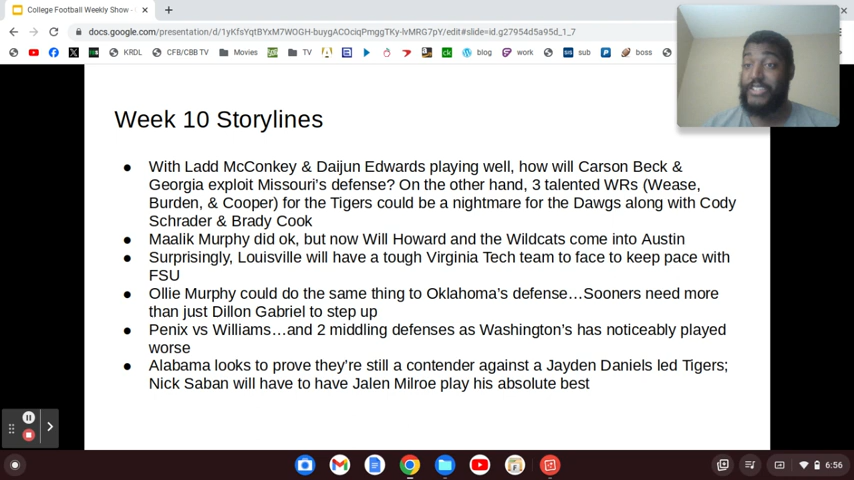 College Football Weekly Show -
docs.google.com/presentation/d/1yKfsYqtBYxM7WOGH-buygACOciqPmggTKy-lvMRG7pY/edit#slide=id.g27954d5a95d_1_7
KRDL
CFB/CBB TV
Movies
TV
blog
work
sub
boss
Week 10 Storylines
● With Ladd McConkey & Daijun Edwards playing well, how will Carson Beck &
Georgia exploit Missouri's defense? On the other hand, 3 talented WRs (Wease,
Burden, & Cooper) for the Tigers could be a nightmare for the Dawgs along with Cody
Schrader & Brady Cook
● Maalik Murphy did ok, but now Will Howard and the Wildcats come into Austin
● Surprisingly, Louisville will have a tough Virginia Tech team to face to keep pace with
FSU
● Ollie Murphy could do the same thing to Oklahoma's defense…Sooners need more
than just Dillon Gabriel to step up
● Penix vs Williams…and 2 middling defenses as Washington's has noticeably played
worse
● Alabama looks to prove they're still a contender against a Jayden Daniels led Tigers;
Nick Saban will have to have Jalen Milroe play his absolute best
6:56